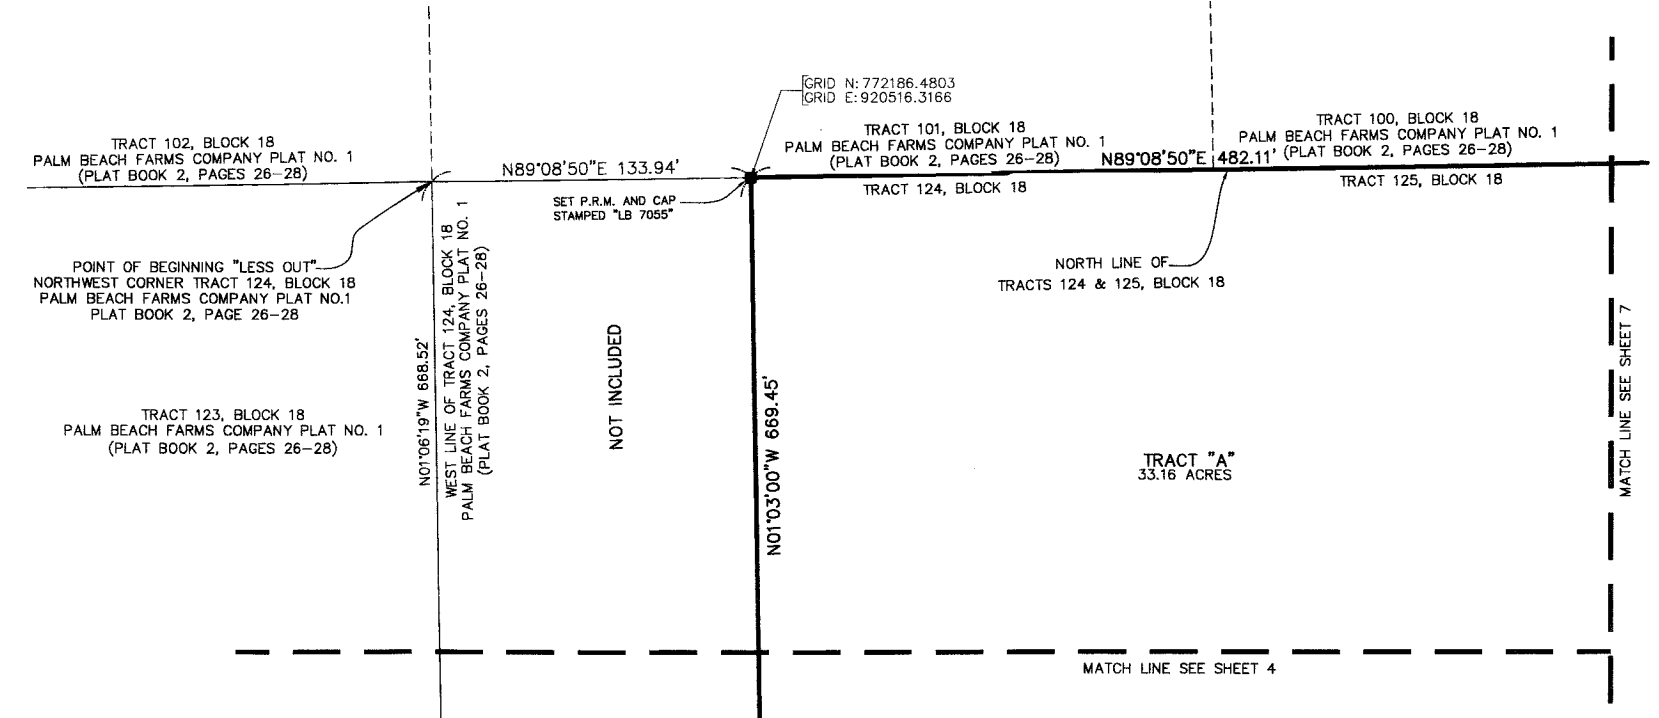 GRID N: 772186.4803
GRID E: 920516.3166
TRACT 102, BLOCK 18
PALM BEACH FARMS COMPANY PLAT NO. 1
(PLAT BOOK 2, PAGES 26-28)
TRACT 101, BLOCK 18
PALM BEACH FARMS COMPANY PLAT NO. 1
(PLAT BOOK 2, PAGES 26-28)
TRACT 100, BLOCK 18
PALM BEACH FARMS COMPANY PLAT NO. 1
(PLAT BOOK 2, PAGES 26-28)
N89°08'50"E 133.94'
N89°08'50"E 482.11'
SET P.R.M. AND CAP
STAMPED "LB 7055"
TRACT 124, BLOCK 18
TRACT 125, BLOCK 18
POINT OF BEGINNING "LESS OUT"
NORTHWEST CORNER TRACT 124, BLOCK 18
PALM BEACH FARMS COMPANY PLAT NO.1
PLAT BOOK 2, PAGE 26-28
NORTH LINE OF
TRACTS 124 & 125, BLOCK 18
N01°06'19"W 668.52'
WEST LINE OF TRACT 124, BLOCK 18
PALM BEACH FARMS COMPANY PLAT NO. 1
(PLAT BOOK 2, PAGES 26-28)
NOT INCLUDED
N01°03'00"W 669.45'
TRACT 123, BLOCK 18
PALM BEACH FARMS COMPANY PLAT NO. 1
(PLAT BOOK 2, PAGES 26-28)
TRACT "A"
33.16 ACRES
MATCH LINE SEE SHEET 7
MATCH LINE SEE SHEET 4